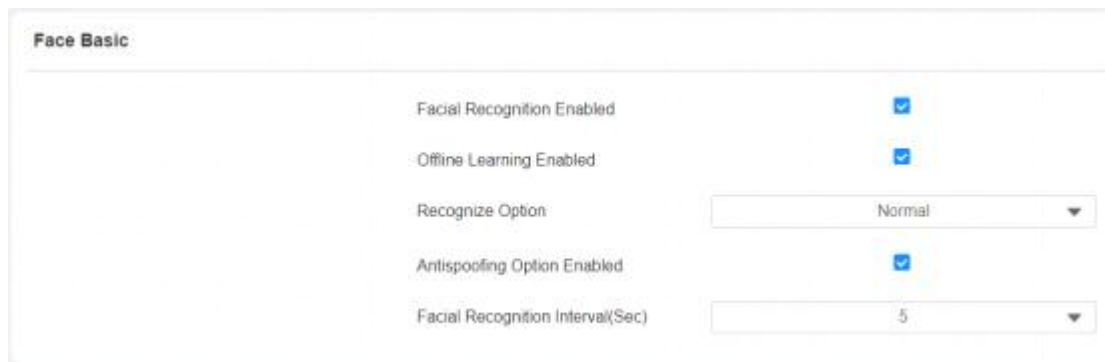 Face Basic
Facial Recognition Enabled
Offline Learning Enabled
Recognize Option Normal
Antispoofing Option Enabled
Facial Recognition Interval(Sec) 5